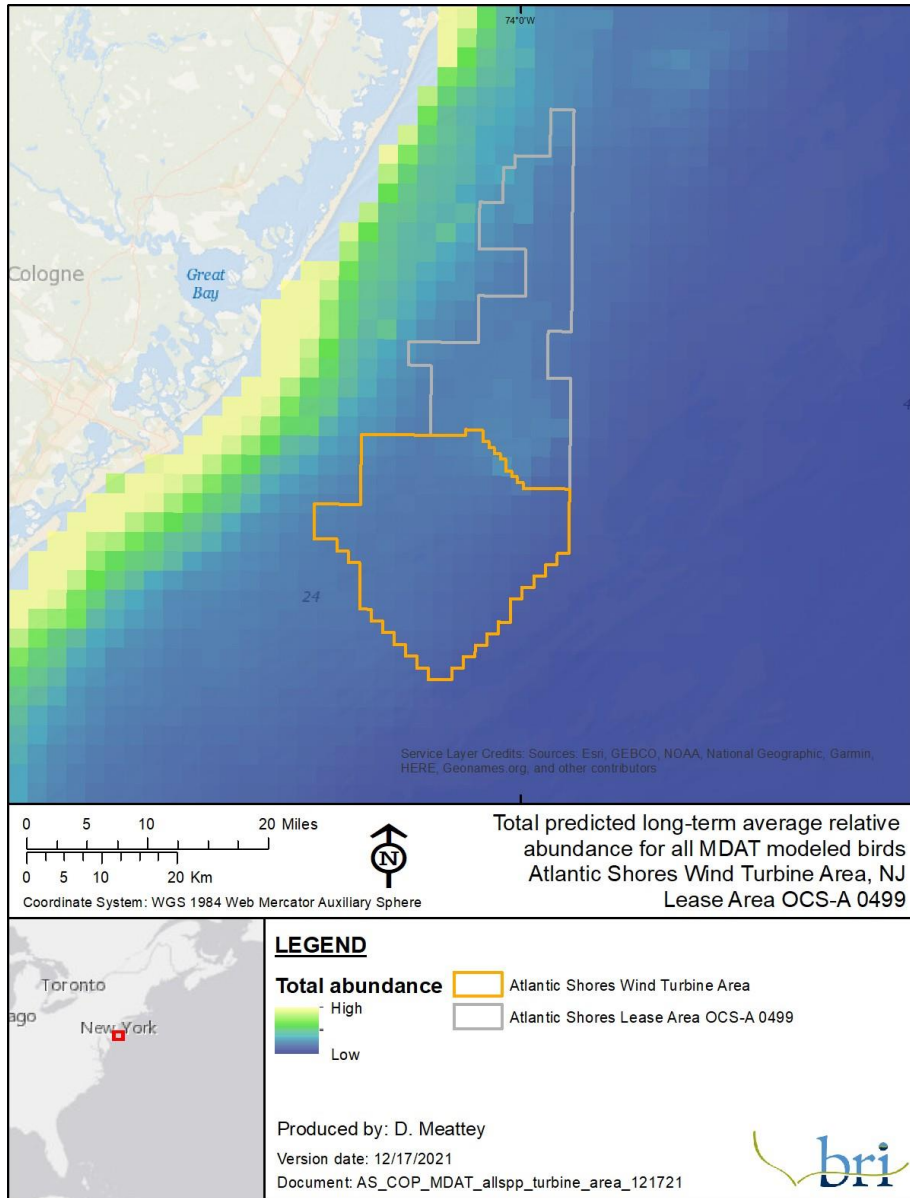 74°0'W
Cologne
Great
Bay
4
24
Service Layer Credits: Sources: Esri, GEBCO, NOAA, National Geographic, Garmin,
HERE, Geonames.org, and other contributors
0 5 10 20 Miles
0 5 10 20 Km
Coordinate System: WGS 1984 Web Mercator Auxiliary Sphere
N
Total predicted long-term average relative
abundance for all MDAT modeled birds
Atlantic Shores Wind Turbine Area, NJ
Lease Area OCS-A 0499
Toronto
ago
New York
LEGEND
Total abundance
High
Low
Atlantic Shores Wind Turbine Area
Atlantic Shores Lease Area OCS-A 0499
Produced by: D. Meattey
Version date: 12/17/2021
Document: AS_COP_MDAT_allspp_turbine_area_121721
bri